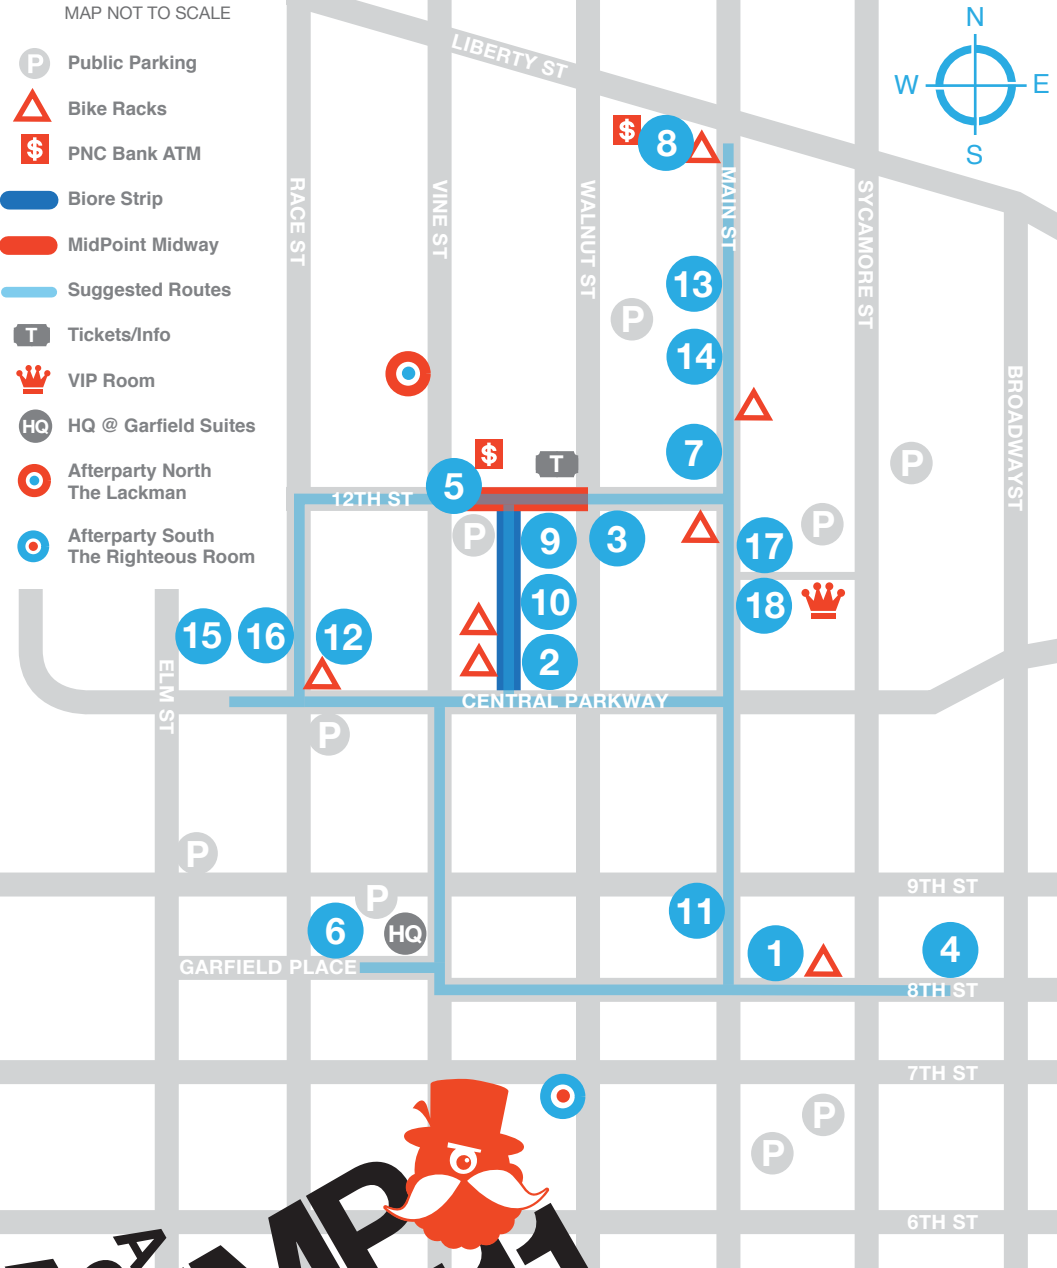 MAP NOT TO SCALE
P Public Parking
Bike Racks
$ PNC Bank ATM
Biore Strip
MidPoint Midway
Suggested Routes
T Tickets/Info
VIP Room
HQ HQ @ Garfield Suites
Afterparty North
The Lackman
Afterparty South
The Righteous Room
N
W E
S
LIBERTY ST
P
$ 8
RACE ST
VINE ST
WALNUT ST
MAIN ST
SYCAMORE ST
BROADWAYST
13
P
14
7
P
$
T
5
12TH ST
P
9
3
17
P
10
18
15
16
12
2
ELM ST
CENTRAL PARKWAY
P
P
9TH ST
P
6
HQ
11
1
4
GARFIELD PLACE
8TH ST
7TH ST
P
P
6TH ST